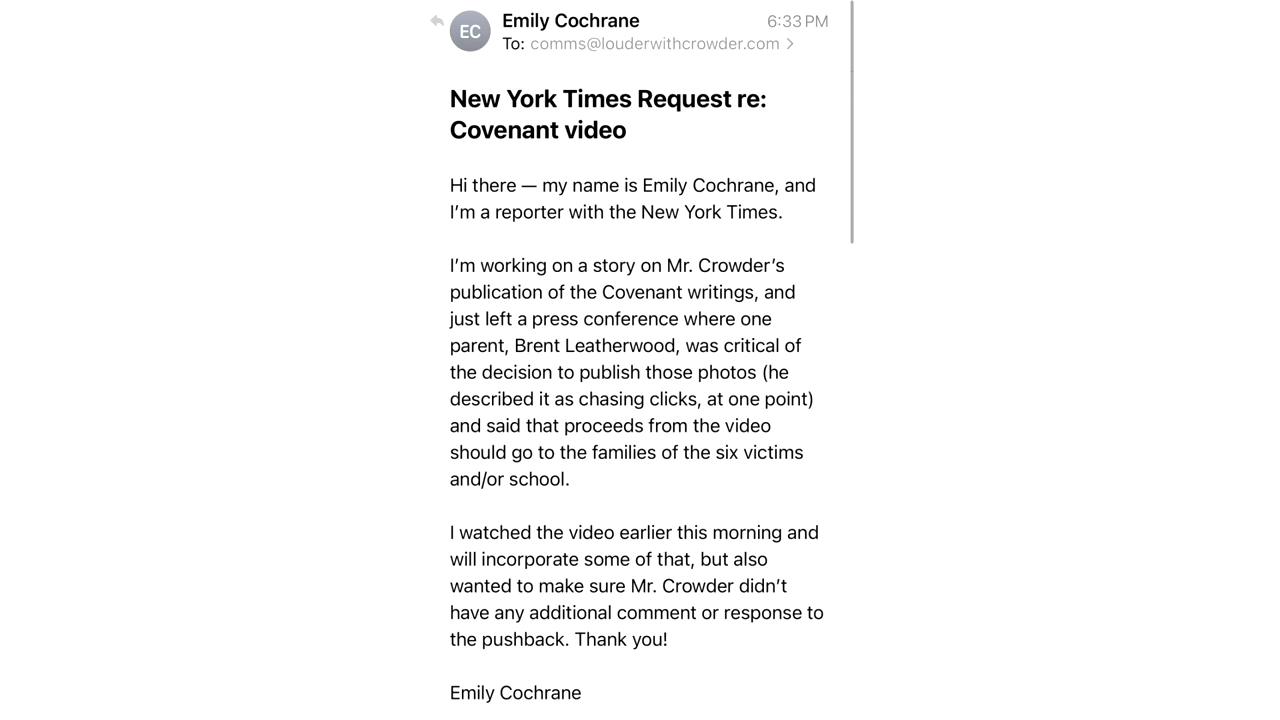 Emily Cochrane
6:33 PM
EC
To: comms@louderwithcrowder.com
New York Times Request re:
Covenant video
Hi there — my name is Emily Cochrane, and
I’m a reporter with the New York Times.
I’m working on a story on Mr. Crowder’s
publication of the Covenant writings, and
just left a press conference where one
parent, Brent Leatherwood, was critical of
the decision to publish those photos (he
described it as chasing clicks, at one point)
and said that proceeds from the video
should go to the families of the six victims
and/or school.
I watched the video earlier this morning and
will incorporate some of that, but also
wanted to make sure Mr. Crowder didn’t
have any additional comment or response to
the pushback. Thank you!
Emily Cochrane